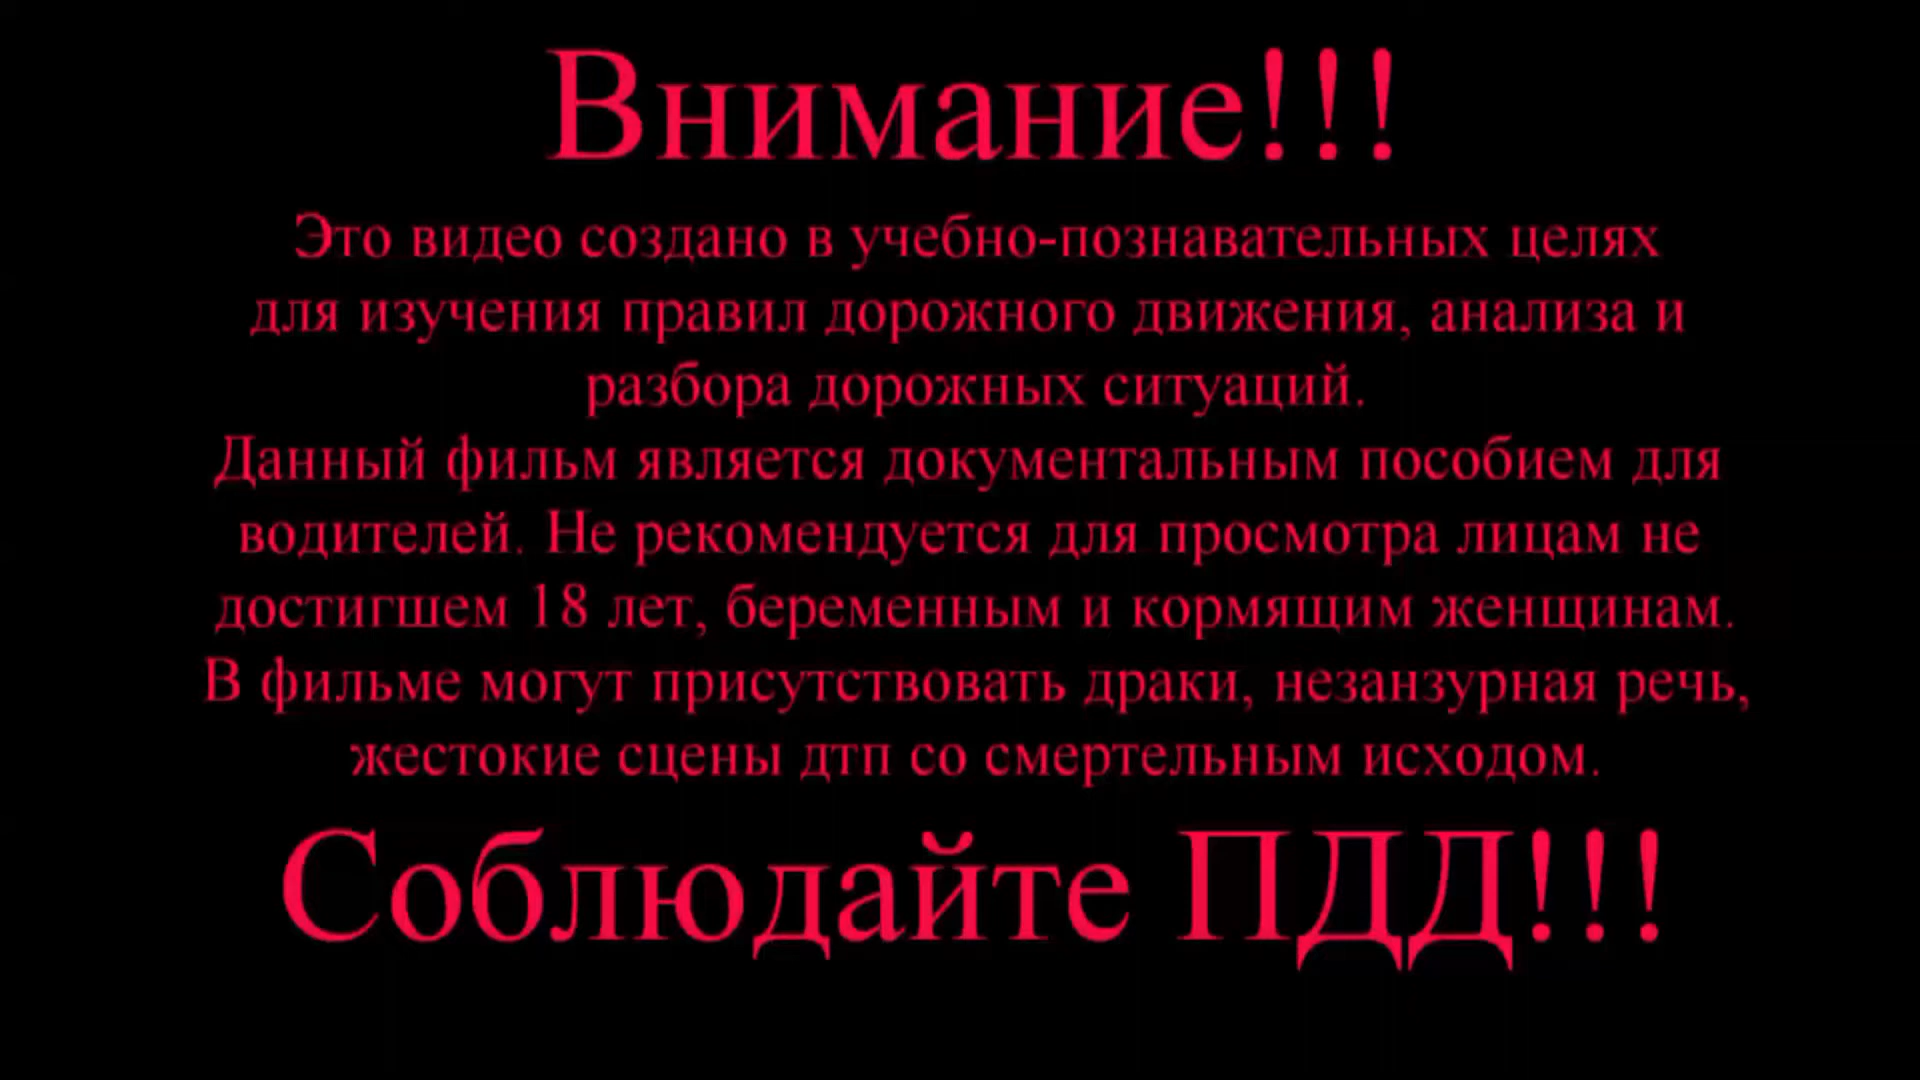 Внимание!!!
Это видео создано в учебно-познавательных целях
для изучения правил дорожного движения, анализа и
разбора дорожных ситуаций.
Данный фильм является документальным пособием для
водителей. Не рекомендуется для просмотра лицам не
достигшем 18 лет, беременным и кормящим женщинам.
В фильме могут присутствовать драки, незанзурная речь,
жестокие сцены дтп со смертельным исходом.
Соблюдайте ПДД!!!